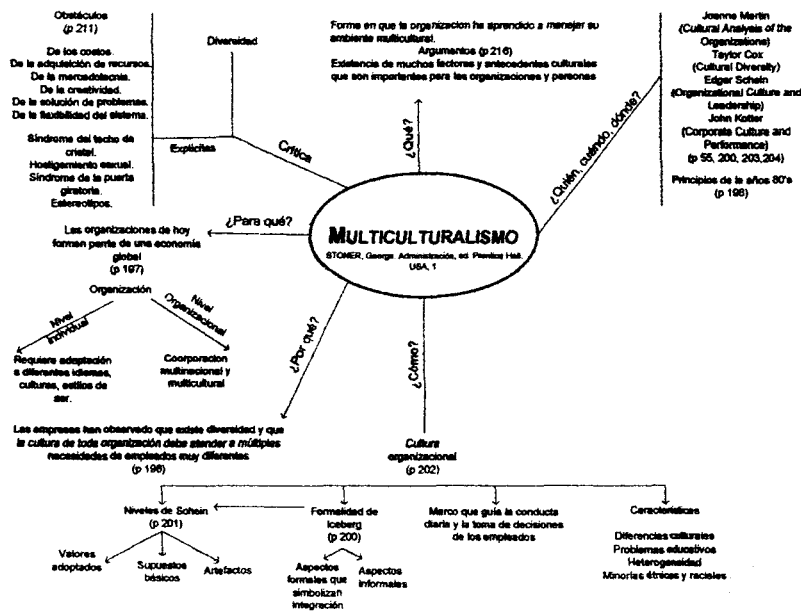 Obstáculos
(p 211)
De los costos.
De la adquisición de recursos.
De la mercadotecnia.
De la creatividad.
De la solución de problemas.
De la flexibilidad del sistema.
Síndrome del techo de
cristal.
Hostigamiento sexual.
Síndrome de la puerta
giratoria.
Estereotipos.
Diversidad
Explícitas
Crítica
Forma en que la organización ha aprendido a manejar su
ambiente multicultural.
Argumentos (p 216)
Existencia de muchos factores y antecedentes culturales
que son importantes para las organizaciones y personas
¿Qué?
¿Quién, cuándo, dónde?
Joanne Martin
(Cultural Analysis of the
Organizations)
Taylor Cox
(Cultural Diversity)
Edger Schein
(Organizational Culture and
Leadership)
John Kotter
(Corporate Culture and
Performance)
(p 55, 200, 203,204)
Principios de la años 80's
(p 198)
MULTICULTURALISMO
STONER, George. Administración, ed. Prentice Hall.
USA, 1
¿Para qué?
Las organizaciones de hoy
forman parte de una economía
global
(p 197)
Organización
Nivel
individual
Nivel
Organizacional
Requiere adaptación
a diferentes idiomas,
culturas, estilos de
ser.
Coorporacion
multinacional y
multicultural
¿Por qué?
Las empresas han observado que existe diversidad y que
la cultura de toda organización debe atender a múltiples
necesidades de empleados muy diferentes
(p 196)
¿Cómo?
Cultura
organizacional
(p 202)
Niveles de Schein
(p 201)
Valores
adoptados
Supuestos
básicos
Artefactos
Formalidad de
Iceberg
(p 200)
Aspectos
formales que
simbolizan
integración
Aspectos
informales
Marco que guía la conducta
diaria y la toma de decisiones
de los empleados
Características
Diferencias culturales
Problemas educativos
Heterogeneidad
Minorías étnicas y raciales